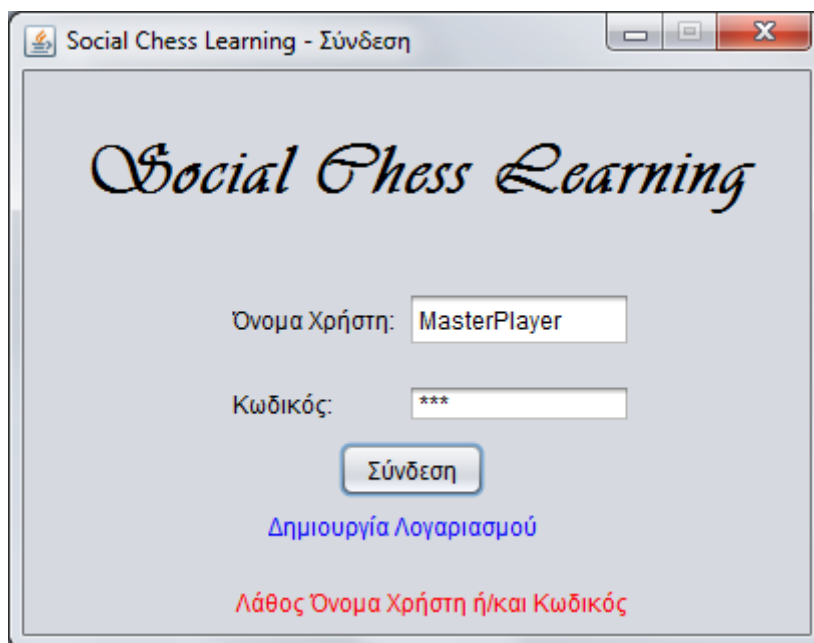 Social Chess Learning - Σύνδεση
Social Chess Learning
Όνομα Χρήστη: MasterPlayer
Κωδικός: ***
Σύνδεση
Δημιουργία Λογαριασμού
Λάθος Όνομα Χρήστη ή/και Κωδικός